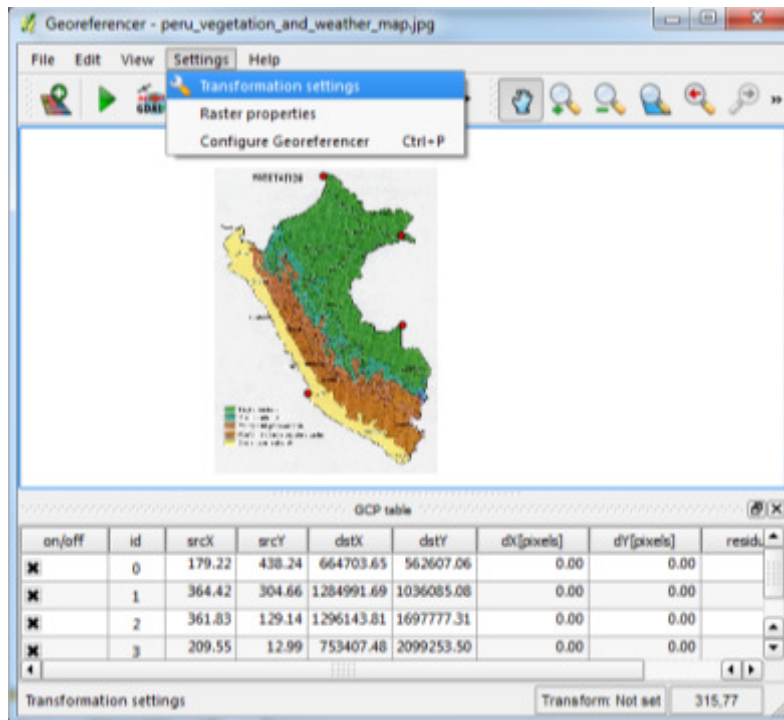 Georeferencer - peru_vegetation_and_weather_map.jpg
File Edit View Settings Help
Transformation settings
Raster properties
Configure Georeferencer Ctrl+P
GCP table
on/off id srcX srcY dstX dstY dX[pixels] dY[pixels] residu
0 179.22 438.24 664703.65 562607.06 0.00 0.00
1 364.42 304.66 1284991.69 1036085.08 0.00 0.00
2 361.83 129.14 1296143.81 1697777.31 0.00 0.00
3 209.55 12.99 753407.48 2099253.50 0.00 0.00
Transformation settings Transform: Not set 315,77